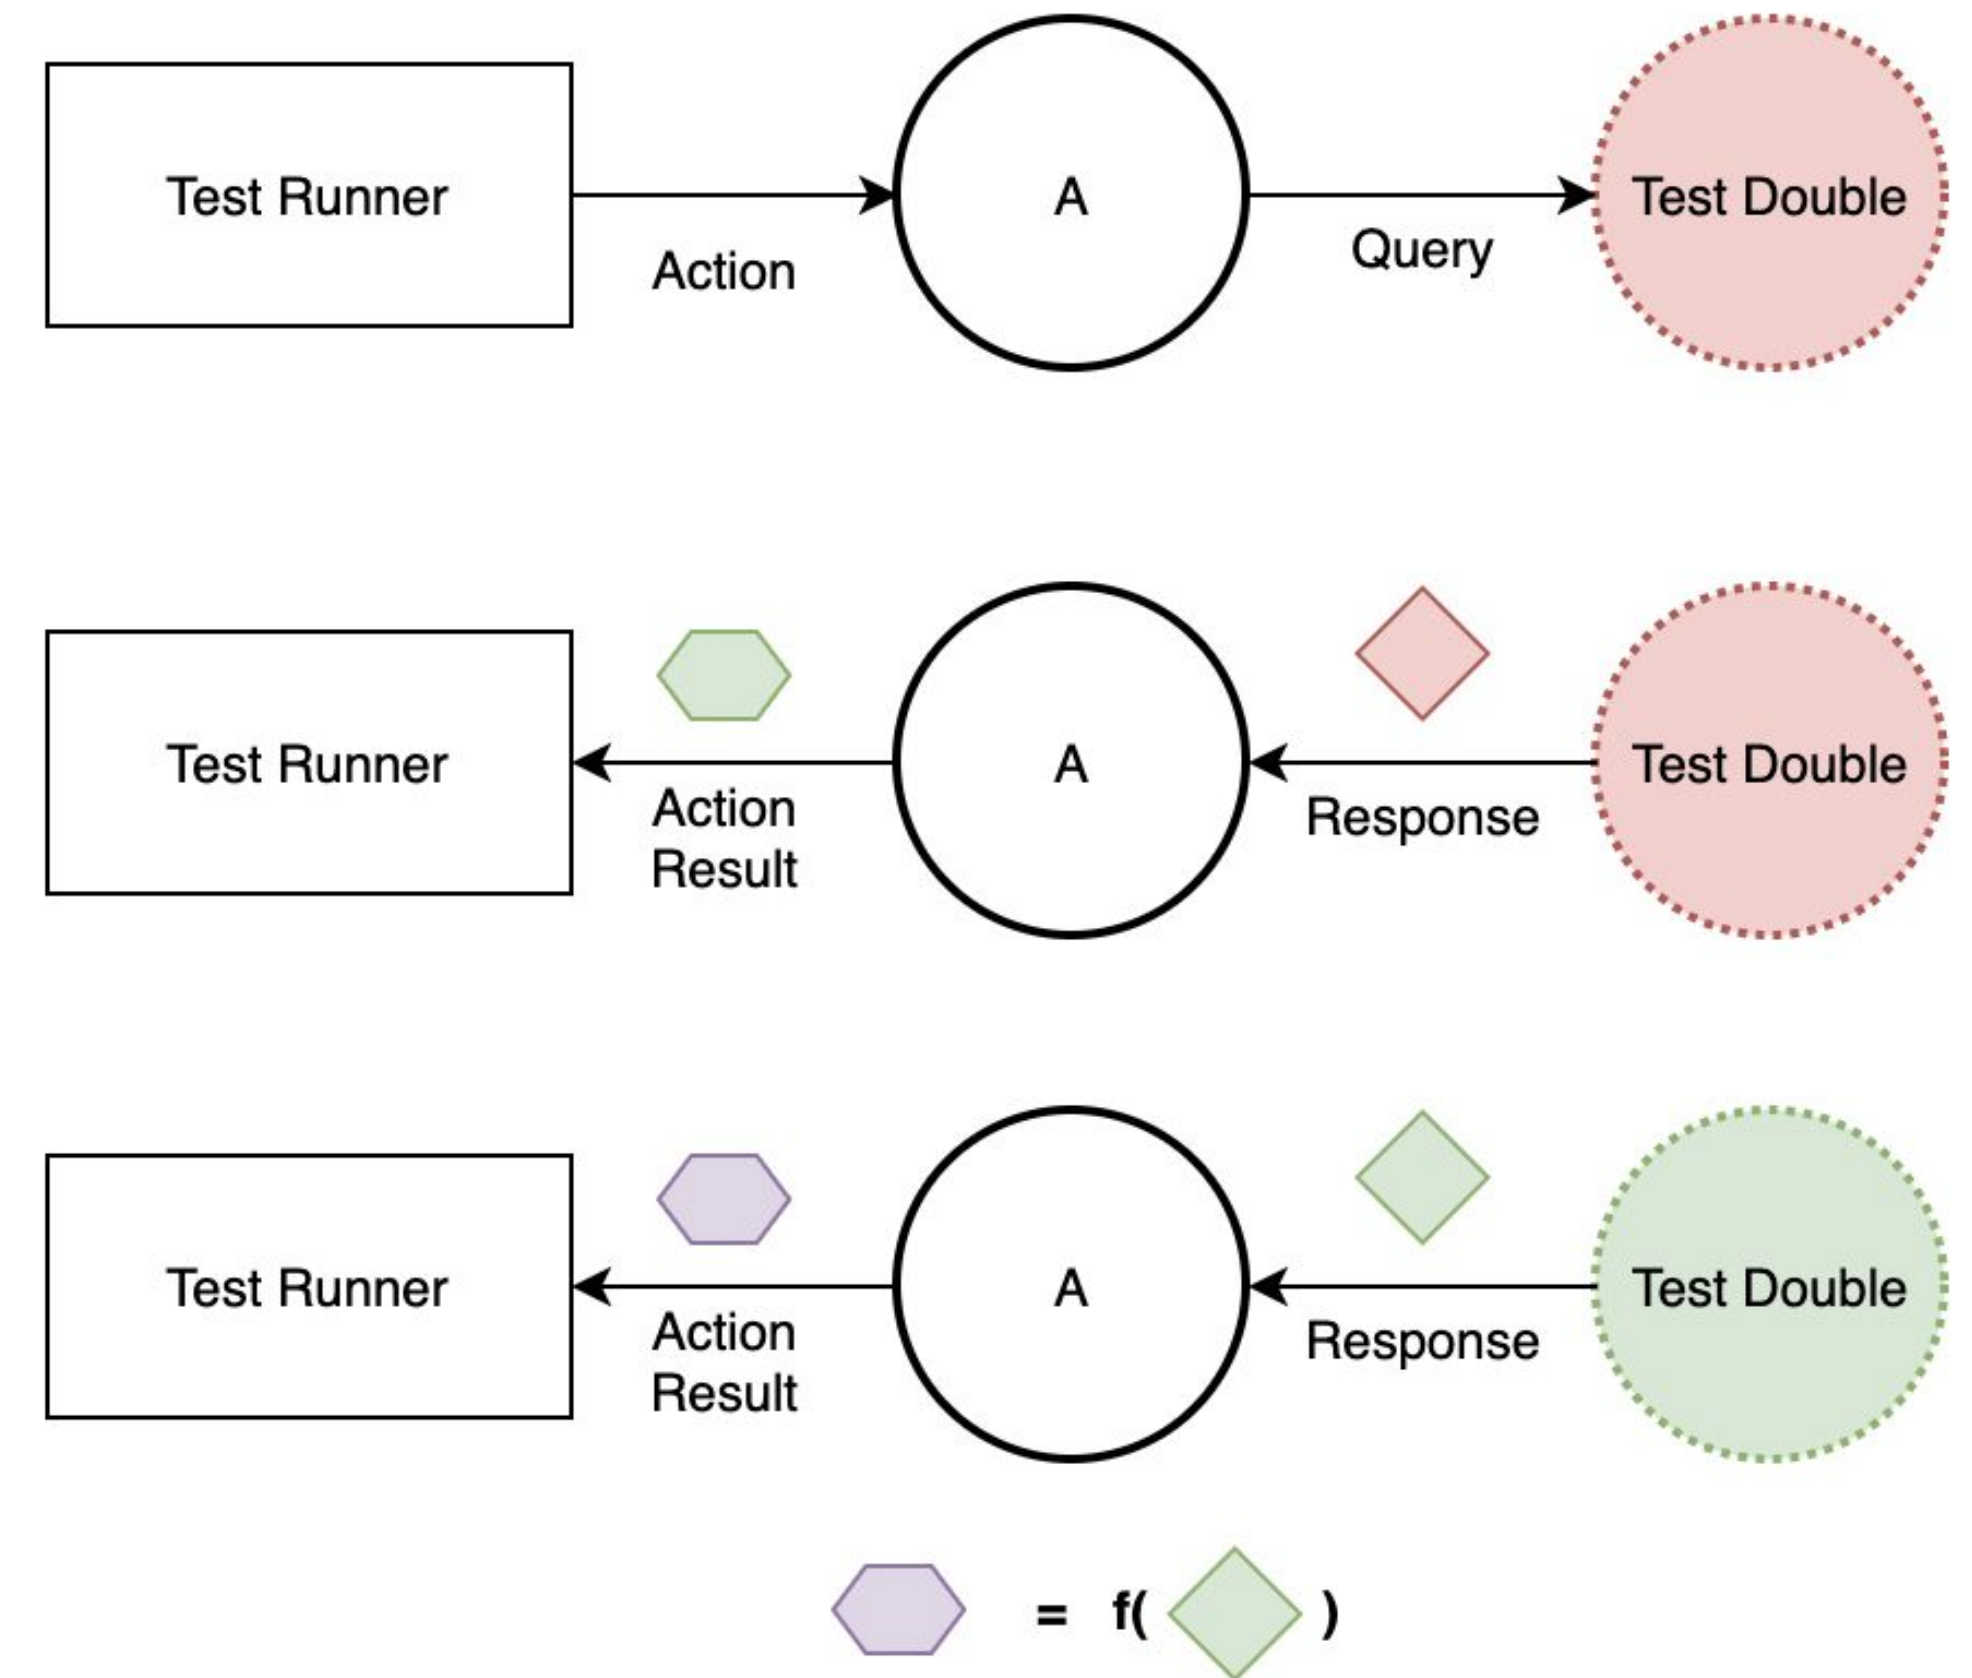 Test Runner
Action
A
Query
Test Double
Test Runner
Action
Result
A
Response
Test Double
Test Runner
Action
Result
A
Response
Test Double
= f( )